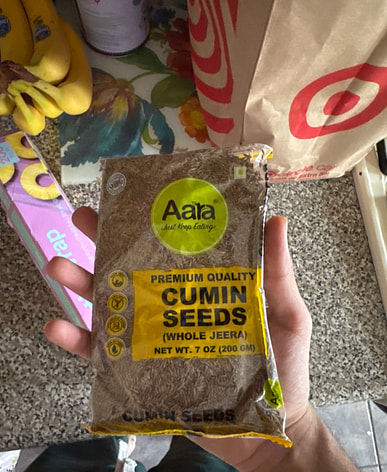 Aara
Just Keep Eating
PREMIUM QUALITY
CUMIN
SEEDS
(WHOLE JEERA)
NET WT. 7 OZ (200 GM)
CUMIN SEEDS